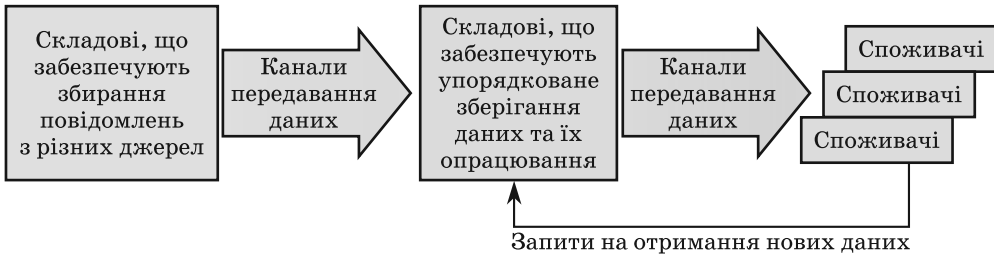 Складові, що
забезпечують
збирання
повідомлень
з різних джерел
Канали
передавання
даних
Складові, що
забезпечують
упорядковане
зберігання
даних та їх
опрацювання
Канали
передавання
даних
Споживачі
Споживачі
Споживачі
Запити на отримання нових даних